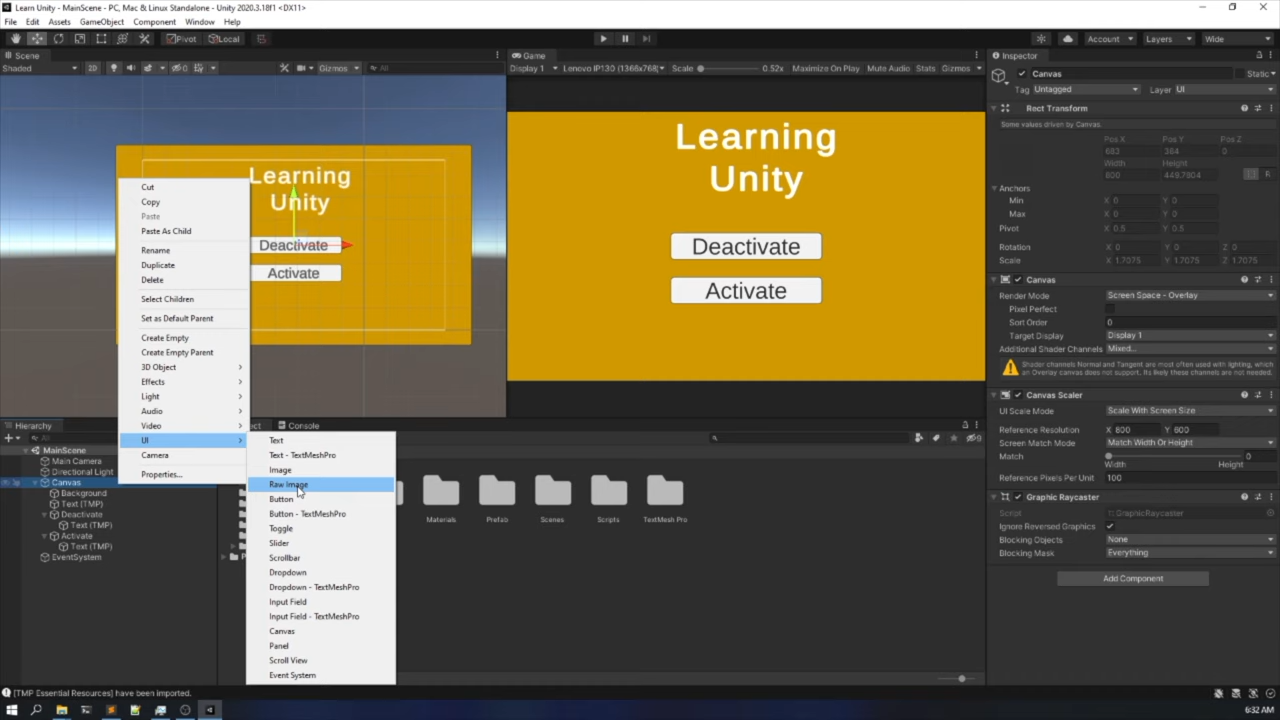 Learn Unity - MainScene - PC, Mac & Linux Standalone - Unity 2020.3.18f1 <DX11>
File Edit Assets GameObject Component Window Help
Pivot Local Account Layers Wide
Scene
Shaded 2D 0 Gizmos All
Game
Display 1 Lenovo IP130 (1366x768) Scale 0.52x Maximize On Play Mute Audio Stats Gizmos
Learning
Unity
Deactivate
Activate
Learning
Unity
Deactivate
Activate
Cut
Copy
Paste
Paste As Child
Rename
Duplicate
Delete
Select Children
Set as Default Parent
Create Empty
Create Empty Parent
3D Object
Effects
Light
Audio
Video
UI
Camera
Properties...
Text
Text - TextMeshPro
Image
Raw Image
Button
Button - TextMeshPro
Toggle
Slider
Scrollbar
Dropdown
Dropdown - TextMeshPro
Input Field
Input Field - TextMeshPro
Canvas
Panel
Scroll View
Event System
Hierarchy
All
MainScene
Main Camera
Directional Light
Canvas
Background
Text (TMP)
Deactivate
Text (TMP)
Activate
Text (TMP)
EventSystem
Console
Materials Prefab Scenes Scripts TextMesh Pro
Inspector
Canvas Static
Tag Untagged Layer UI
Rect Transform
Some values driven by Canvas.
Pos X Pos Y Pos Z
683 384 0
Width Height
800 449.7804 R
Anchors
Min X 0 Y 0
Max X 0 Y 0
Pivot X 0.5 Y 0.5
Rotation X 0 Y 0 Z 0
Scale X 1.7075 Y 1.7075 Z 1.7075
Canvas
Render Mode Screen Space - Overlay
Pixel Perfect
Sort Order 0
Target Display Display 1
Additional Shader Channels Mixed...
Shader channels Normal and Tangent are most often used with lighting, which
an Overlay canvas does not support. Its likely these channels are not needed.
Canvas Scaler
UI Scale Mode Scale With Screen Size
Reference Resolution X 800 Y 600
Screen Match Mode Match Width Or Height
Match 0
Width Height
Reference Pixels Per Unit 100
Graphic Raycaster
Script GraphicRaycaster
Ignore Reversed Graphics
Blocking Objects None
Blocking Mask Everything
Add Component
[TMP Essential Resources] have been imported.
6:32 AM